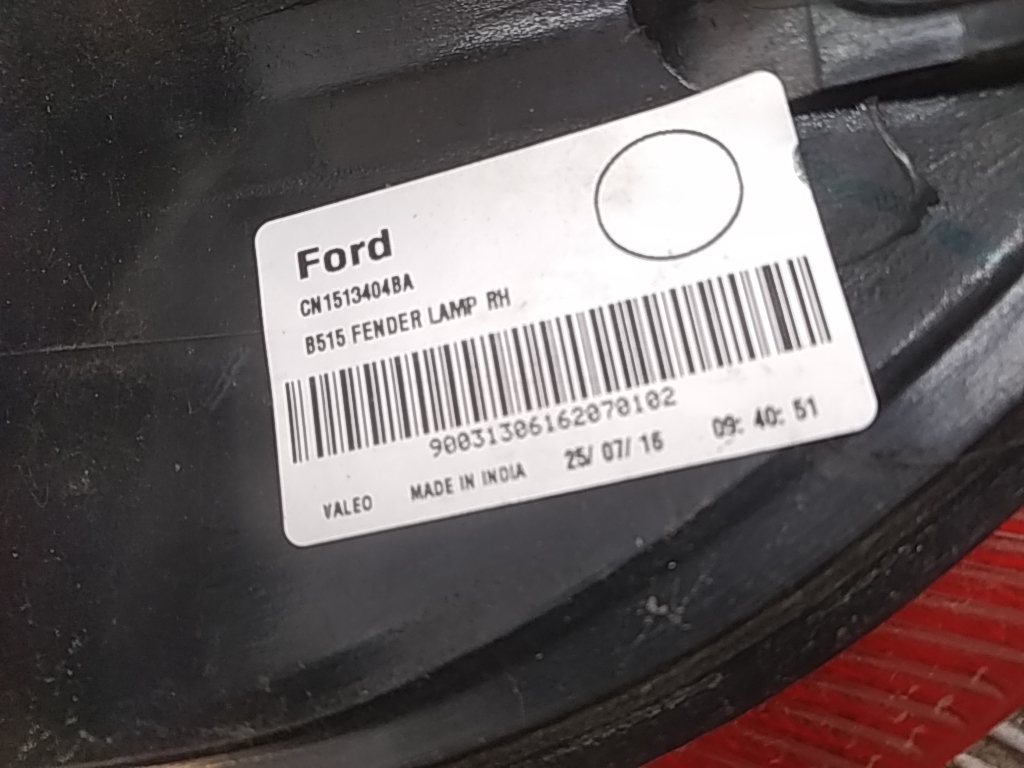 Ford
CN1513404BA
B515 FENDER LAMP RH
90031306162070102
VALEO MADE IN INDIA 25/ 07/ 16 09: 40: 51